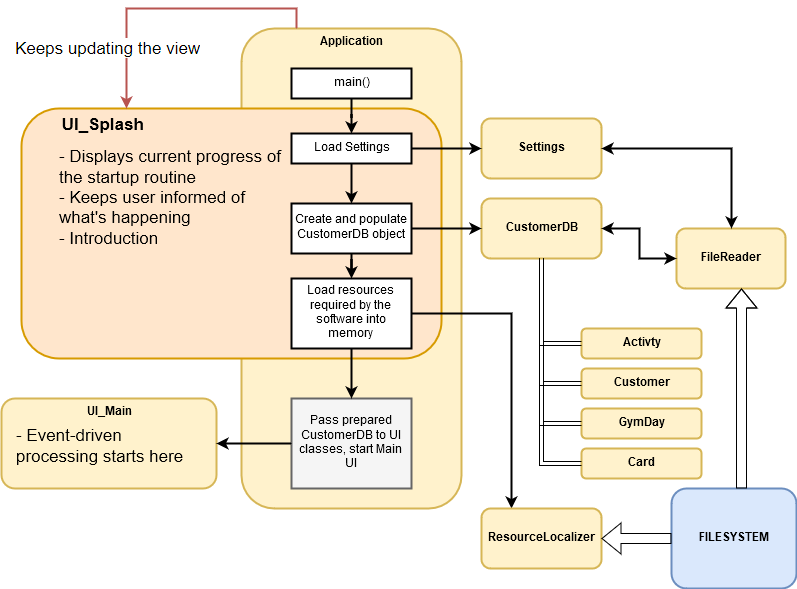 Application
Keeps updating the view
main()
UI_Splash
- Displays current progress of
the startup routine
- Keeps user informed of
what's happening
- Introduction
Load Settings
Create and populate
CustomerDB object
Load resources
required by the
software into
memory
Pass prepared
CustomerDB to UI
classes, start Main
UI
UI_Main
- Event-driven
processing starts here
Settings
CustomerDB
FileReader
Activty
Customer
GymDay
Card
ResourceLocalizer
FILESYSTEM